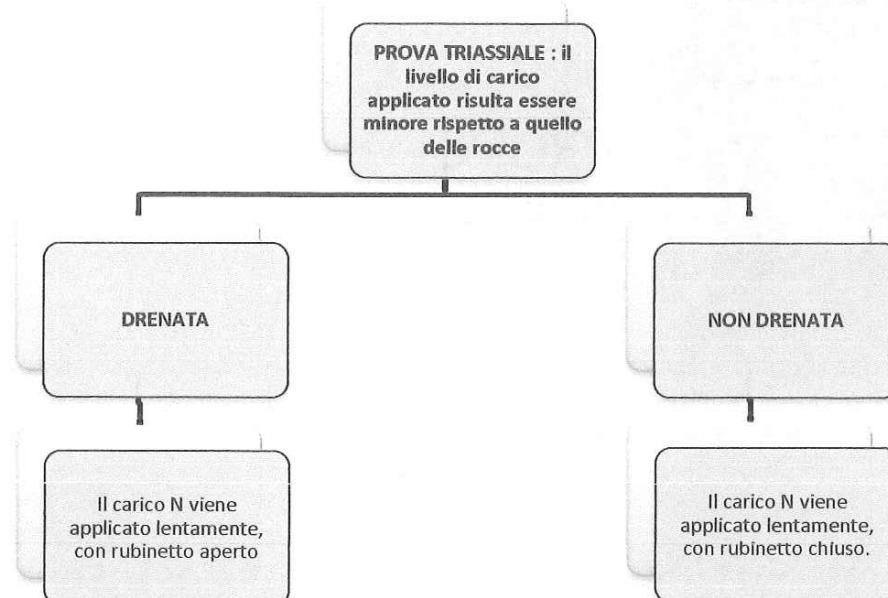 PROVA TRIASSIALE : il
livello di carico
applicato risulta essere
minore rispetto a quello
delle rocce
DRENATA
NON DRENATA
Il carico N viene
applicato lentamente,
con rubinetto aperto
Il carico N viene
applicato lentamente,
con rubinetto chiuso.